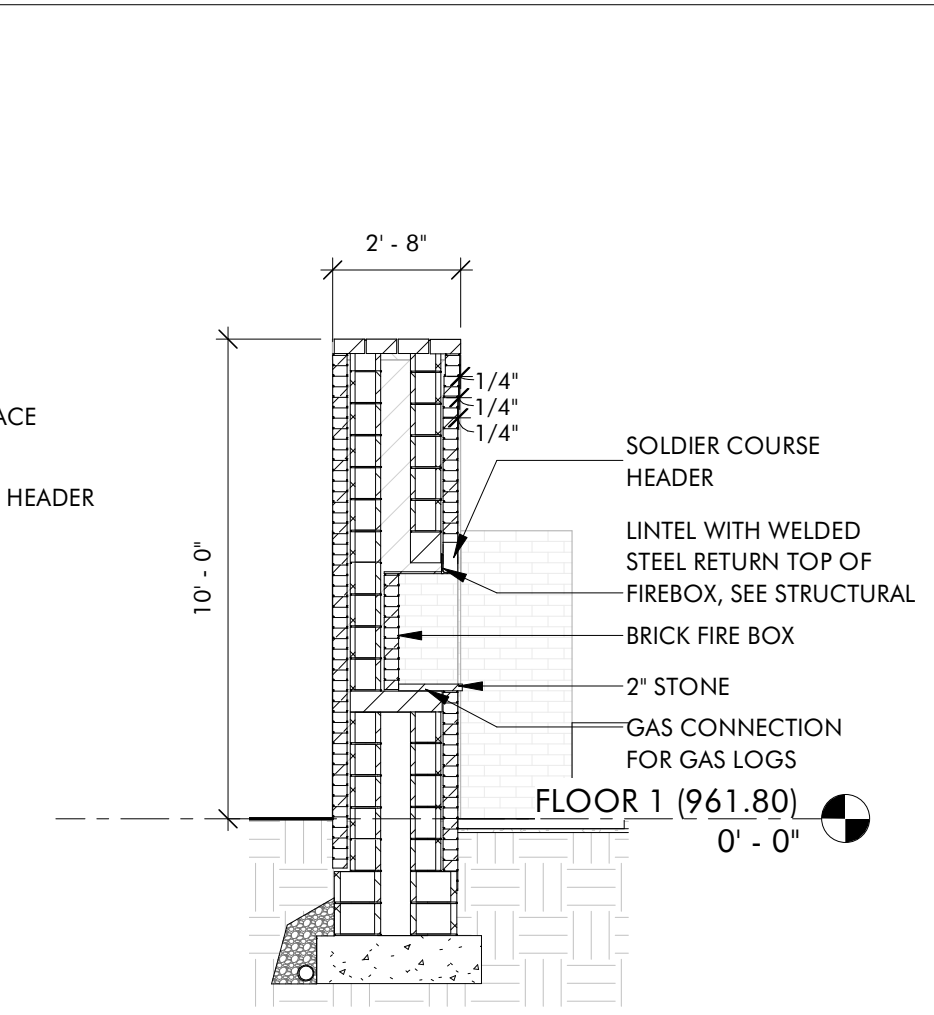 2' - 8"
1/4"
1/4"
1/4"
ACE
HEADER
10' - 0"
SOLDIER COURSE
HEADER
LINTEL WITH WELDED
STEEL RETURN TOP OF
FIREBOX, SEE STRUCTURAL
BRICK FIRE BOX
2" STONE
GAS CONNECTION
FOR GAS LOGS
FLOOR 1 (961.80)
0' - 0"